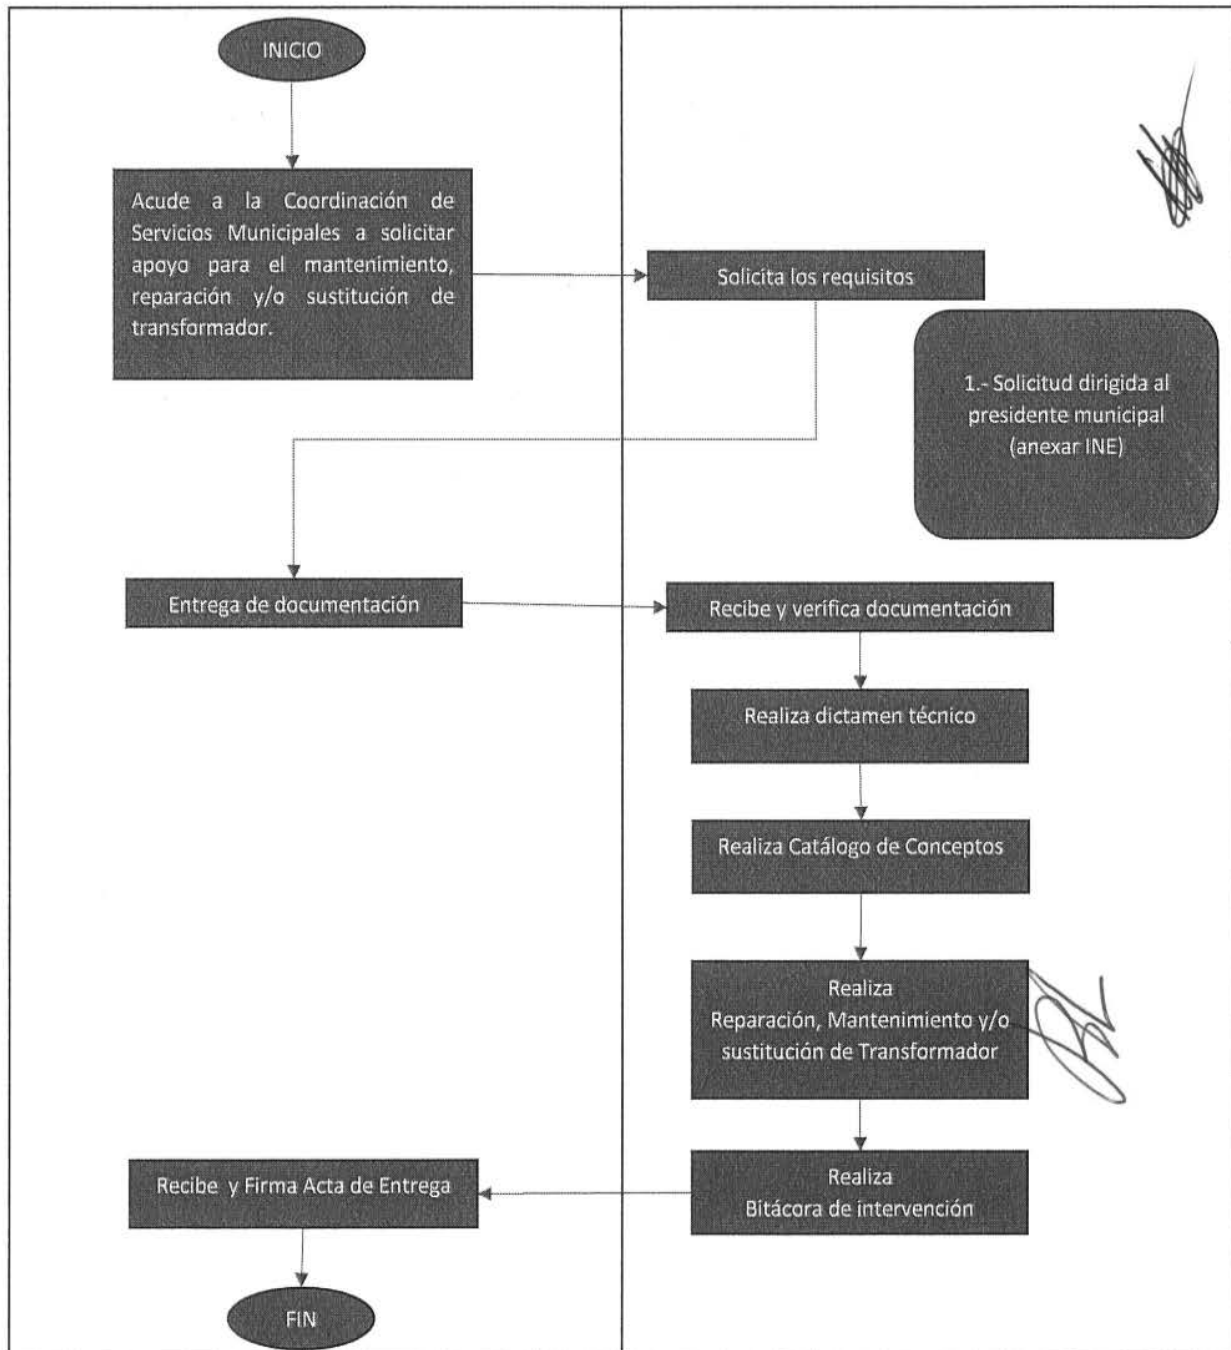 INICIO
Acude a la Coordinación de
Servicios Municipales a solicitar
apoyo para el mantenimiento,
reparación y/o sustitución de
transformador.
Solicita los requisitos
1.- Solicitud dirigida al
presidente municipal
(anexar INE)
Entrega de documentación
Recibe y verifica documentación
Realiza dictamen técnico
Realiza Catálogo de Conceptos
Realiza
Reparación, Mantenimiento y/o
sustitución de Transformador
Realiza
Bitácora de intervención
Recibe y Firma Acta de Entrega
FIN